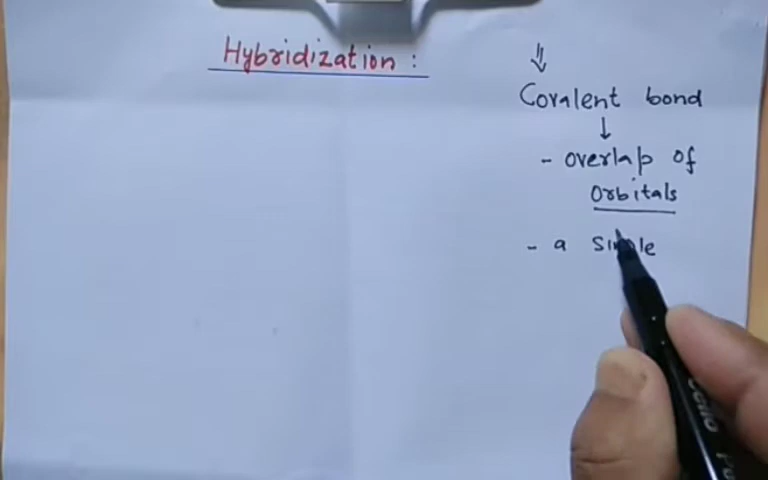 Hybridization :
⇓
Covalent bond
↓
- overlap of
Orbitals
- a